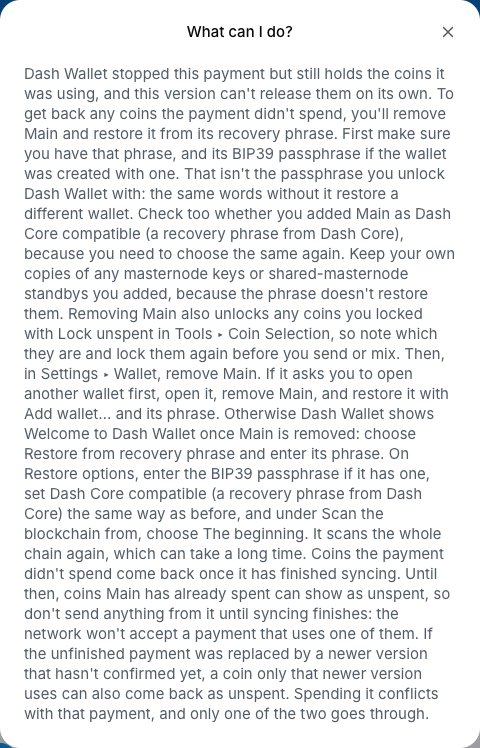 What can I do?
Dash Wallet stopped this payment but still holds the coins it
was using, and this version can't release them on its own. To
get back any coins the payment didn't spend, you'll remove
Main and restore it from its recovery phrase. First make sure
you have that phrase, and its BIP39 passphrase if the wallet
was created with one. That isn't the passphrase you unlock
Dash Wallet with: the same words without it restore a
different wallet. Check too whether you added Main as Dash
Core compatible (a recovery phrase from Dash Core),
because you need to choose the same again. Keep your own
copies of any masternode keys or shared-masternode
standbys you added, because the phrase doesn't restore
them. Removing Main also unlocks any coins you locked
with Lock unspent in Tools ▸ Coin Selection, so note which
they are and lock them again before you send or mix. Then,
in Settings ▸ Wallet, remove Main. If it asks you to open
another wallet first, open it, remove Main, and restore it with
Add wallet... and its phrase. Otherwise Dash Wallet shows
Welcome to Dash Wallet once Main is removed: choose
Restore from recovery phrase and enter its phrase. On
Restore options, enter the BIP39 passphrase if it has one,
set Dash Core compatible (a recovery phrase from Dash
Core) the same way as before, and under Scan the
blockchain from, choose The beginning. It scans the whole
chain again, which can take a long time. Coins the payment
didn't spend come back once it has finished syncing. Until
then, coins Main has already spent can show as unspent, so
don't send anything from it until syncing finishes: the
network won't accept a payment that uses one of them. If
the unfinished payment was replaced by a newer version
that hasn't confirmed yet, a coin only that newer version
uses can also come back as unspent. Spending it conflicts
with that payment, and only one of the two goes through.